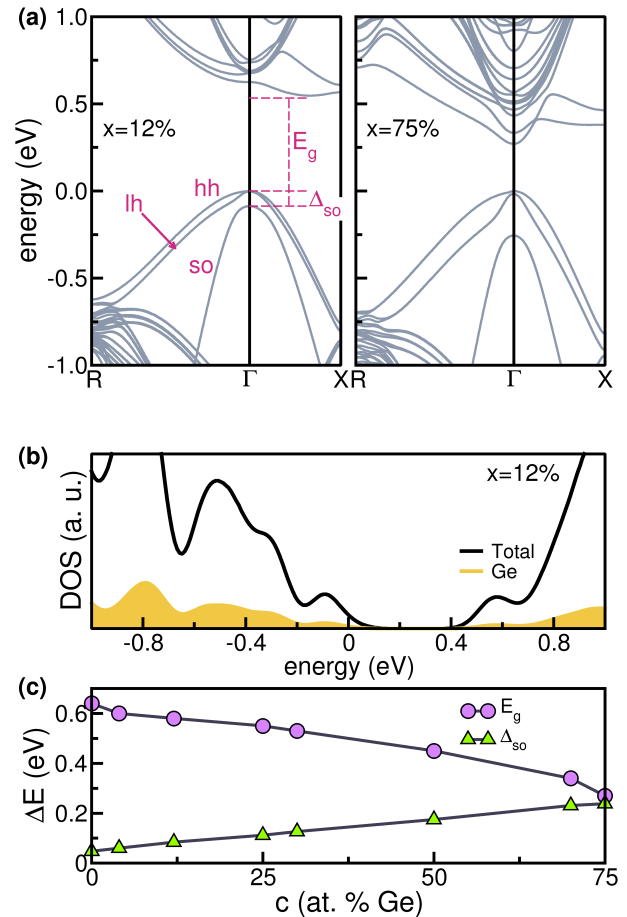 (a)
1.0
0.5
0.0
-0.5
-1.0
energy (eV)
x=12%
E_g
hh
Δ_so
lh
so
R
Γ
X
x=75%
R
Γ
X
(b)
x=12%
DOS (a. u.)
Total
Ge
-0.8
-0.4
0
0.4
0.8
energy (eV)
(c)
0.6
0.4
0.2
0
ΔE (eV)
E_g
Δ_so
0
25
50
75
c (at. % Ge)